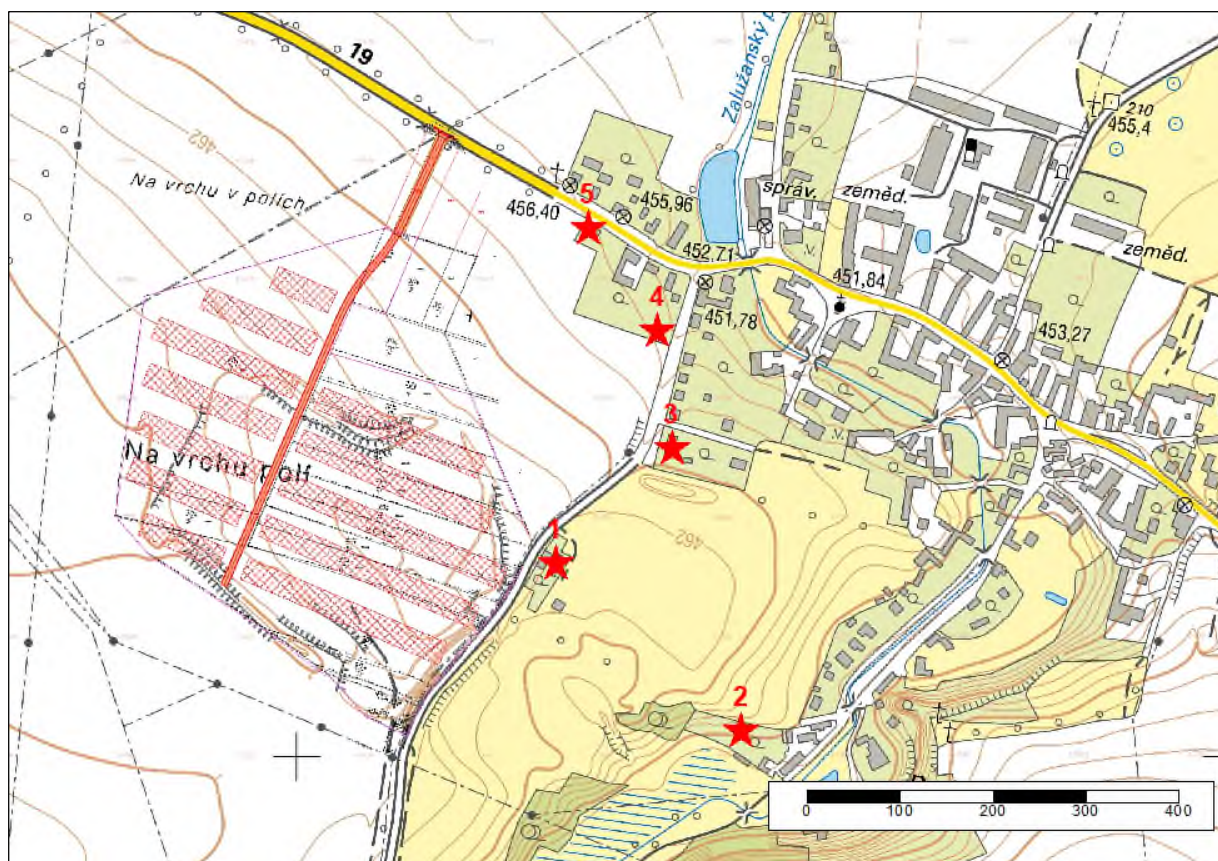 19
Zalužanský p
210
455,4
462
Na vrchu v polích
správ.
zeměd.
5
455,96
456,40
zeměd.
452,71
451,84
4
451,78
453,27
3
Na vrchu polí
462
1
2
0 100 200 300 400